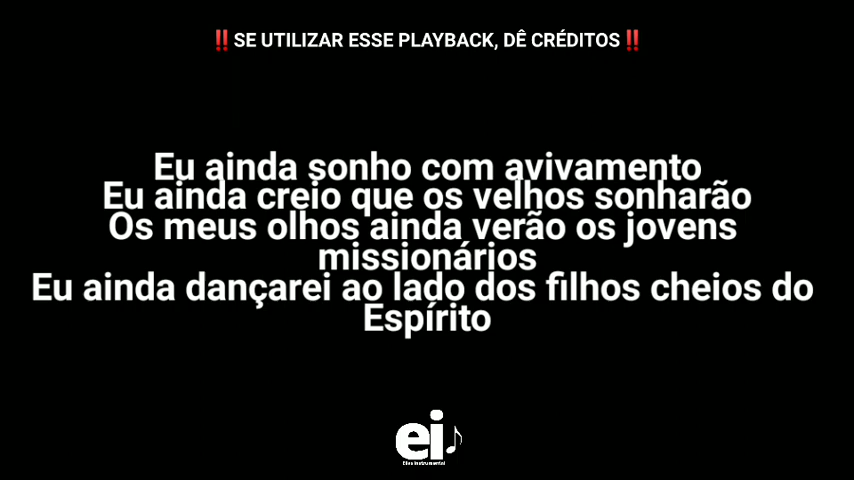 ‼️SE UTILIZAR ESSE PLAYBACK, DÊ CRÉDITOS‼️
Eu ainda sonho com avivamento
Eu ainda creio que os velhos sonharão
Os meus olhos ainda verão os jovens
missionários
Eu ainda dançarei ao lado dos filhos cheios do
Espírito
ei